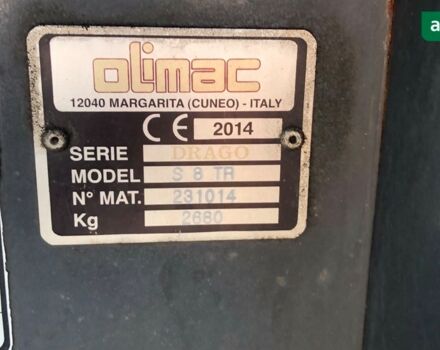 a
olimac
12040 MARGARITA (CUNEO) - ITALY
CE 2014
SERIE DRAGO
MODEL S 8 TR
N° MAT. 231014
Kg 2680